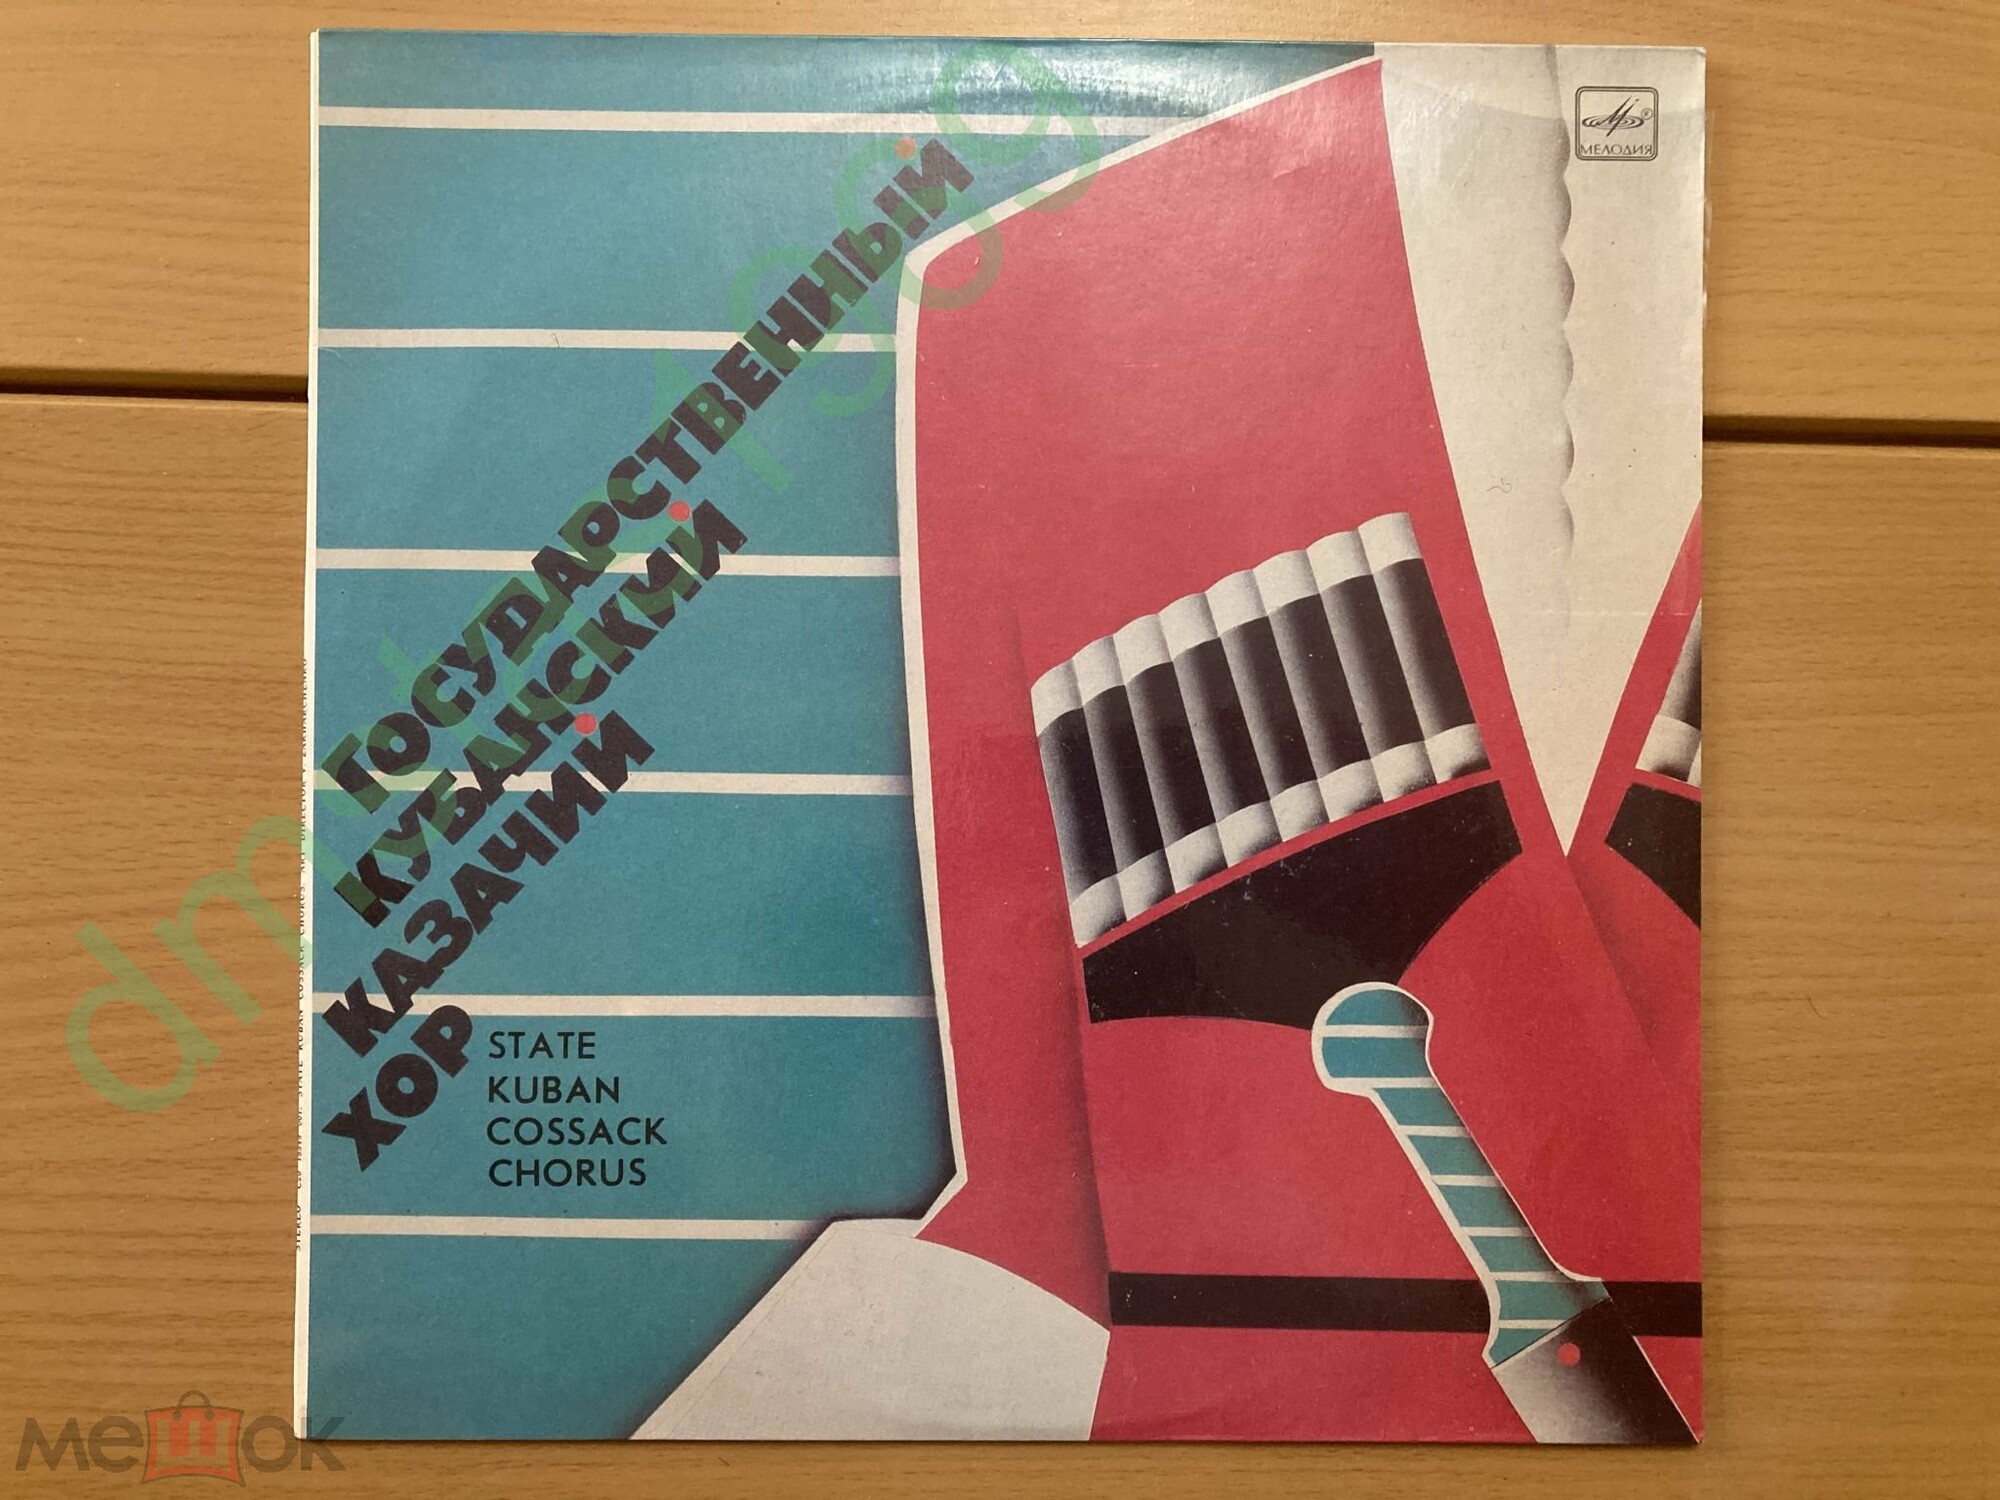 МЕЛОДИЯ
ГОСУДАРСТВЕННЫЙ
КУБАНСКИЙ
КАЗАЧИЙ
ХОР
STATE
KUBAN
COSSACK
CHORUS
мешок